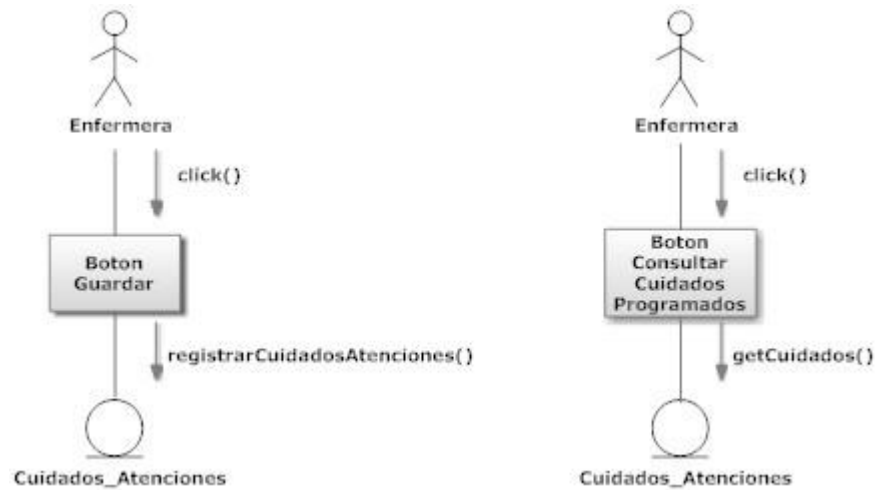 Enfermera
click()
Boton
Guardar
registrarCuidadosAtenciones()
Cuidados_Atenciones
Enfermera
click()
Boton
Consultar
Cuidados
Programados
getCuidados()
Cuidados_Atenciones